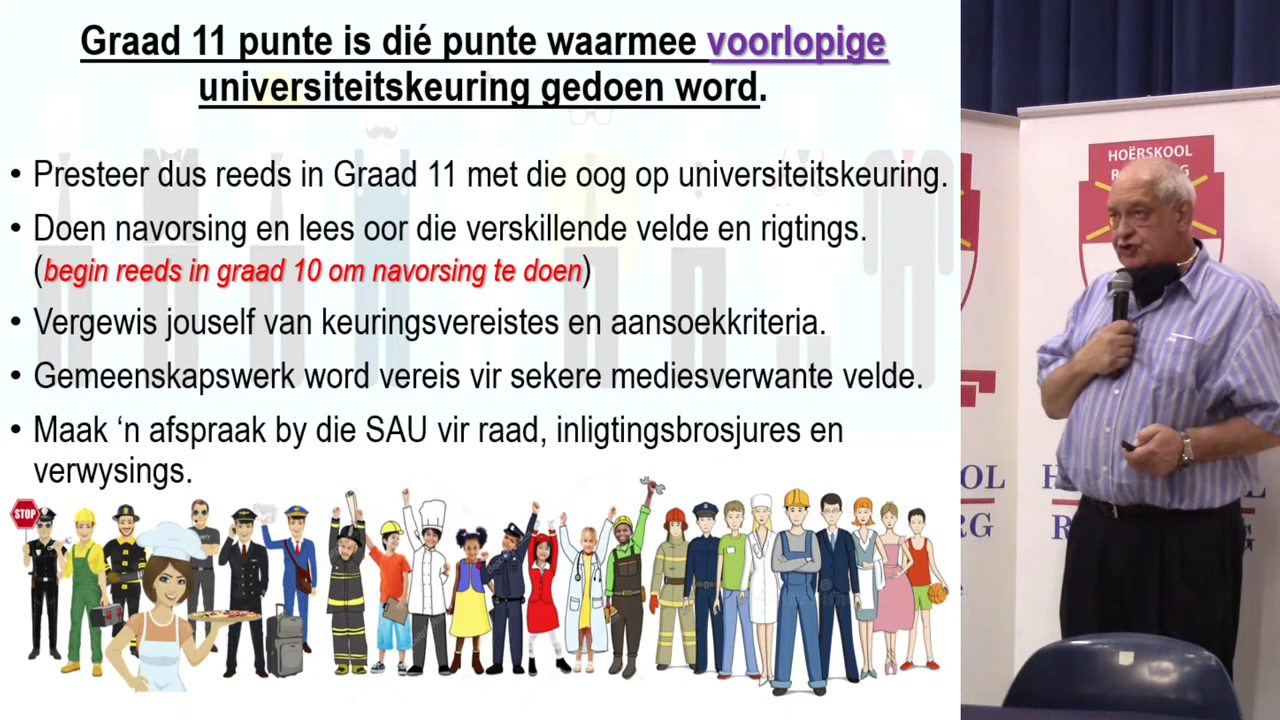 Graad 11 punte is dié punte waarmee voorlopige
universiteitskeuring gedoen word.
• Presteer dus reeds in Graad 11 met die oog op universiteitskeuring.
• Doen navorsing en lees oor die verskillende velde en rigtings.
(begin reeds in graad 10 om navorsing te doen)
• Vergewis jouself van keuringsvereistes en aansoekkriteria.
• Gemeenskapswerk word vereis vir sekere mediesverwante velde.
• Maak ‘n afspraak by die SAU vir raad, inligtingsbrosjures en
verwysings.
STOP
HOËRSKOOL